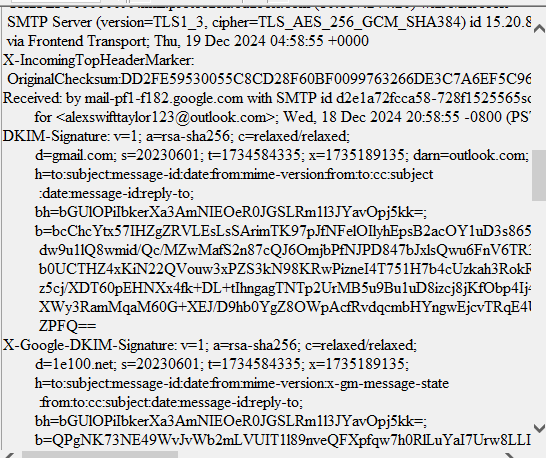 SMTP Server (version=TLS1_3, cipher=TLS_AES_256_GCM_SHA384) id 15.20.8
via Frontend Transport; Thu, 19 Dec 2024 04:58:55 +0000
X-IncomingTopHeaderMarker:
OriginalChecksum:DD2FE59530055C8CD28F60BF0099763266DE3C7A6EF5C96
Received: by mail-pf1-f182.google.com with SMTP id d2e1a72fcca58-728f1525565so
for <alexswifttaylor123@outlook.com>; Wed, 18 Dec 2024 20:58:55 -0800 (PST
DKIM-Signature: v=1; a=rsa-sha256; c=relaxed/relaxed;
d=gmail.com; s=20230601; t=1734584335; x=1735189135; darn=outlook.com;
h=to:subject:message-id:date:from:mime-version:from:to:cc:subject
:date:message-id:reply-to;
bh=bGUlOPiIbkerXa3AmNIEOeR0JGSLRm1l3JYavOpj5kk=;
b=bcChcYtx57IHZgZRVLEsLsSArimTK97pJfNFelOIlyhEpsB2acOY1uD3s865
dw9u1lQ8wmid/Qc/MZwMafS2n87cQJ6OmjbPfNJPD847bJxlsQwu6FnV6TR3
b0UCTHZ4xKiN22QVouw3xPZS3kN98KRwPizneI4T751H7b4cUzkah3RokR
z5cj/XDT60pEHNXx4fk+DL+tIhngagTNTp2UrMB5u9Bu1uD8izcj8jKfObp4Ij4
XWy3RamMqaM60G+XEJ/D9hb0YgZ8OWpAcfRvdqcmbHYngwEjcvTRqE4U
ZPFQ==
X-Google-DKIM-Signature: v=1; a=rsa-sha256; c=relaxed/relaxed;
d=1e100.net; s=20230601; t=1734584335; x=1735189135;
h=to:subject:message-id:date:from:mime-version:x-gm-message-state
:from:to:cc:subject:date:message-id:reply-to;
bh=bGUlOPiIbkerXa3AmNIEOeR0JGSLRm1l3JYavOpj5kk=;
b=QPgNK73NE49WvJvWb2mLVUIT1l89nveQFXpfqw7h0RlLuYaI7Urw8LLI